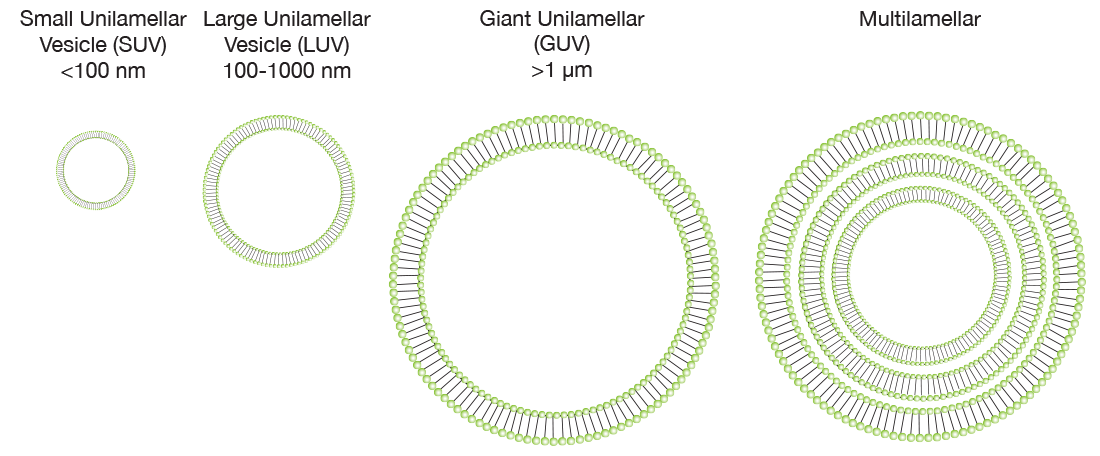 Small Unilamellar
Vesicle (SUV)
<100 nm
Large Unilamellar
Vesicle (LUV)
100-1000 nm
Giant Unilamellar
(GUV)
>1 µm
Multilamellar